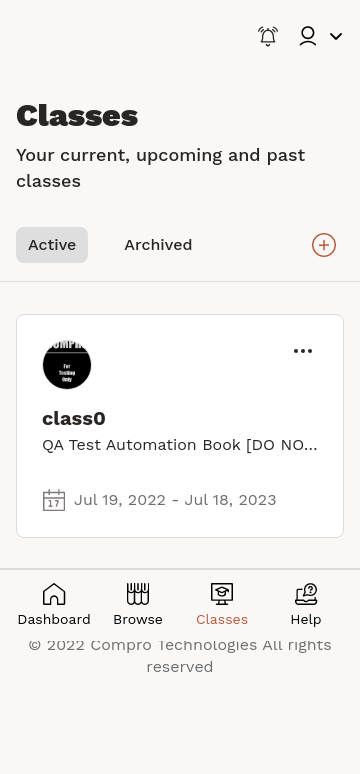 Classes
Your current, upcoming and past
classes
Active
Archived
For
Testing
Only
class0
QA Test Automation Book [DO NO...
17
Jul 19, 2022 - Jul 18, 2023
Dashboard
Browse
Classes
Help
© 2022 Compro Technologies All rights
reserved